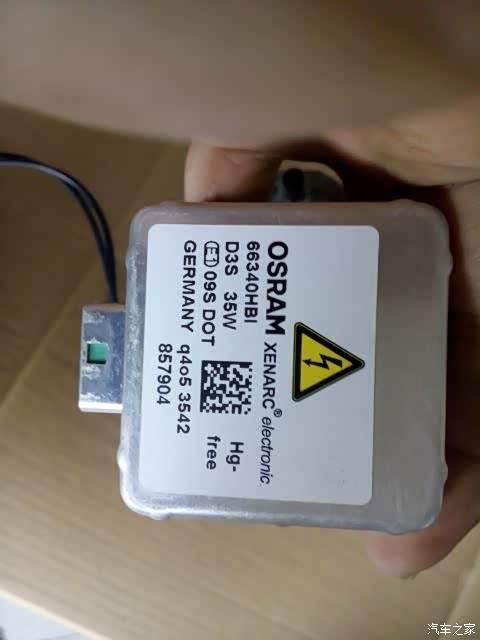 OSRAM XENARC® electronic.
66340HBI
D3S 35W Hg-
(E1) 09S DOT free
GERMANY q4o5 3542
857904
汽车之家